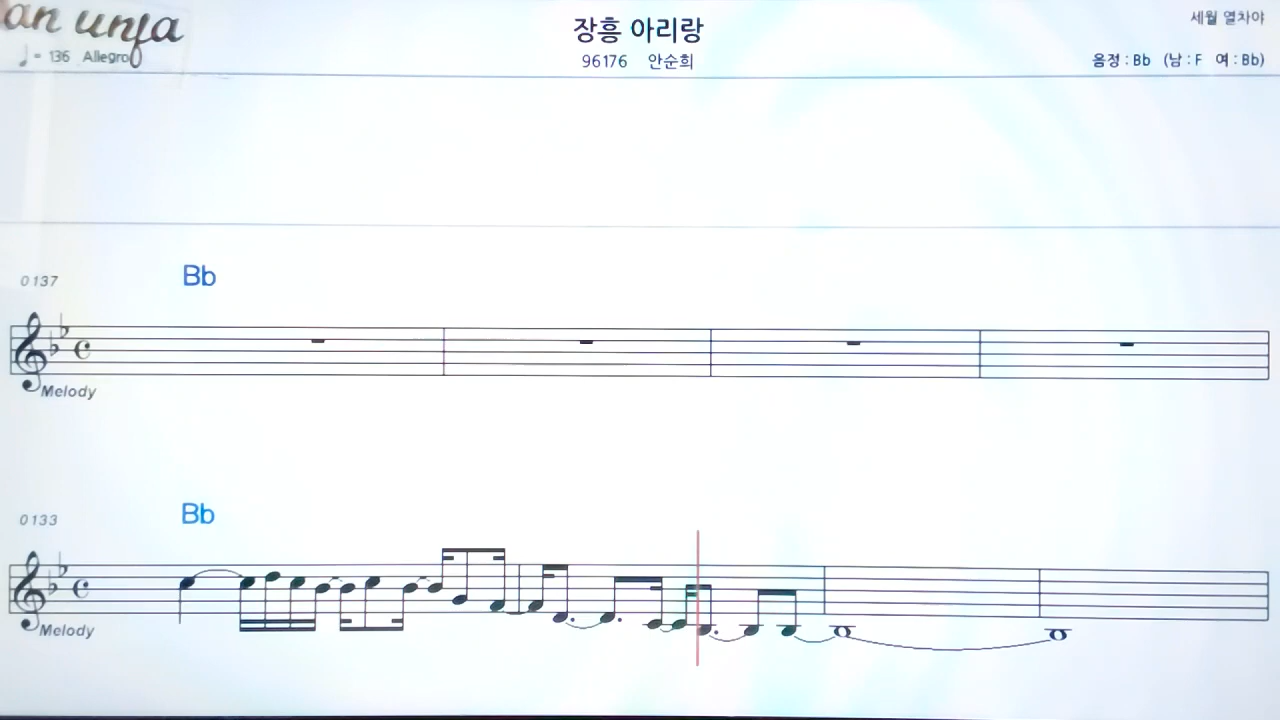 an unfa
장흥 아리랑
세월 열차야
♩= 136 Allegro
96176 안순희
음정 : Bb (남 : F 여 : Bb)
0137
Bb
Melody
0133
Bb
Melody